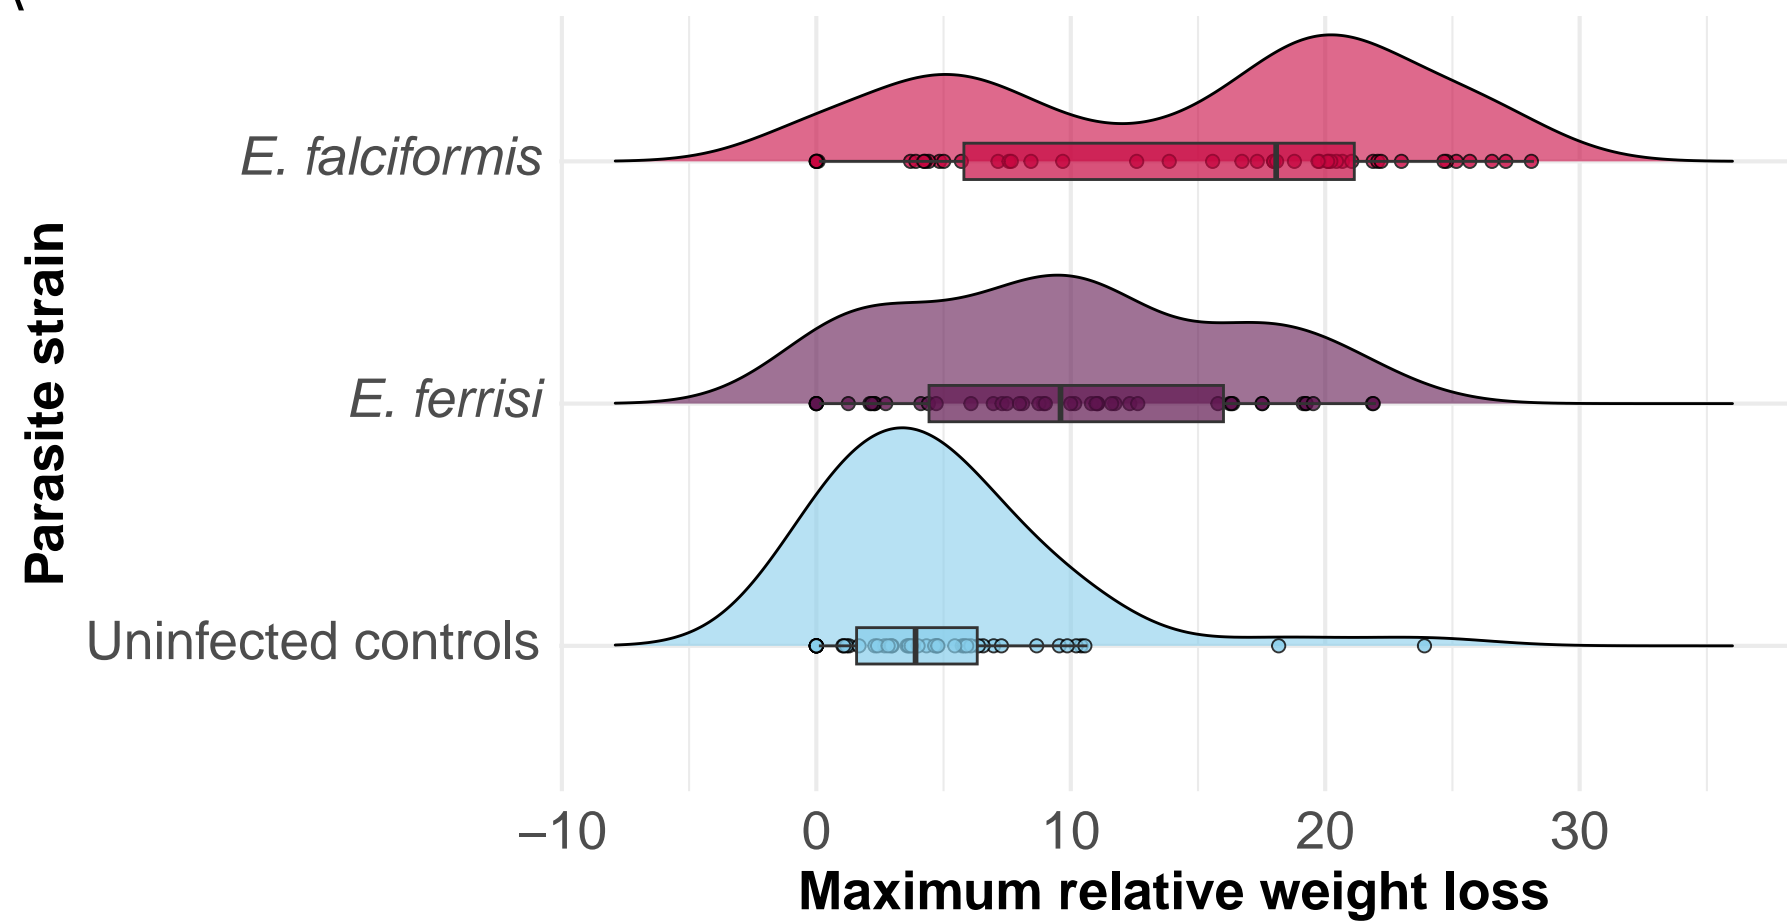 E. falciformis
E. ferrisi
Uninfected controls
Parasite strain
−10 0 10 20 30
Maximum relative weight loss